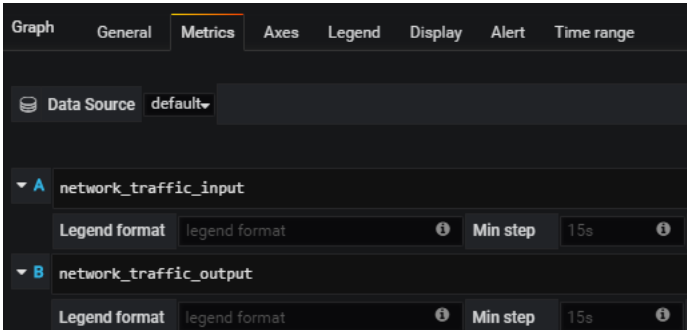 Graph General Metrics Axes Legend Display Alert Time range
Data Source default
A network_traffic_input
Legend format legend format Min step 15s
B network_traffic_output
Legend format legend format Min step 15s